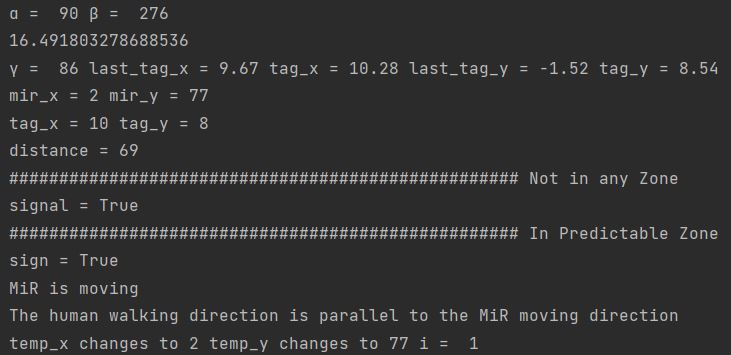 α =  90 β =  276
16.491803278688536
γ =  86 last_tag_x = 9.67 tag_x = 10.28 last_tag_y = -1.52 tag_y = 8.54
mir_x = 2 mir_y = 77
tag_x = 10 tag_y = 8
distance = 69
################################################### Not in any Zone
signal = True
################################################### In Predictable Zone
sign = True
MiR is moving
The human walking direction is parallel to the MiR moving direction
temp_x changes to 2 temp_y changes to 77 i =  1